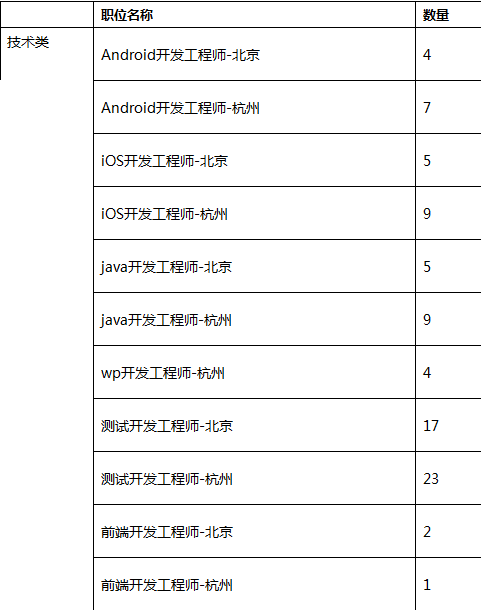 职位名称 数量
技术类
Android开发工程师-北京 4
Android开发工程师-杭州 7
iOS开发工程师-北京 5
iOS开发工程师-杭州 9
java开发工程师-北京 5
java开发工程师-杭州 9
wp开发工程师-杭州 4
测试开发工程师-北京 17
测试开发工程师-杭州 23
前端开发工程师-北京 2
前端开发工程师-杭州 1